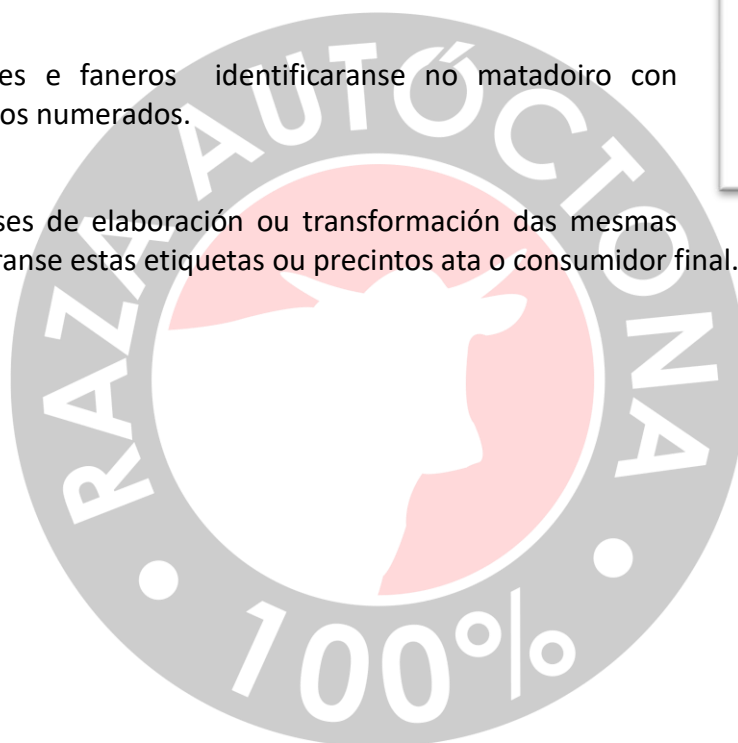 es e faneros identificaranse no matadoiro con
os numerados.
ses de elaboración ou transformación das mesmas
ranse estas etiquetas ou precintos ata o consumidor final.
RAZA AUTÓCTONA
100%